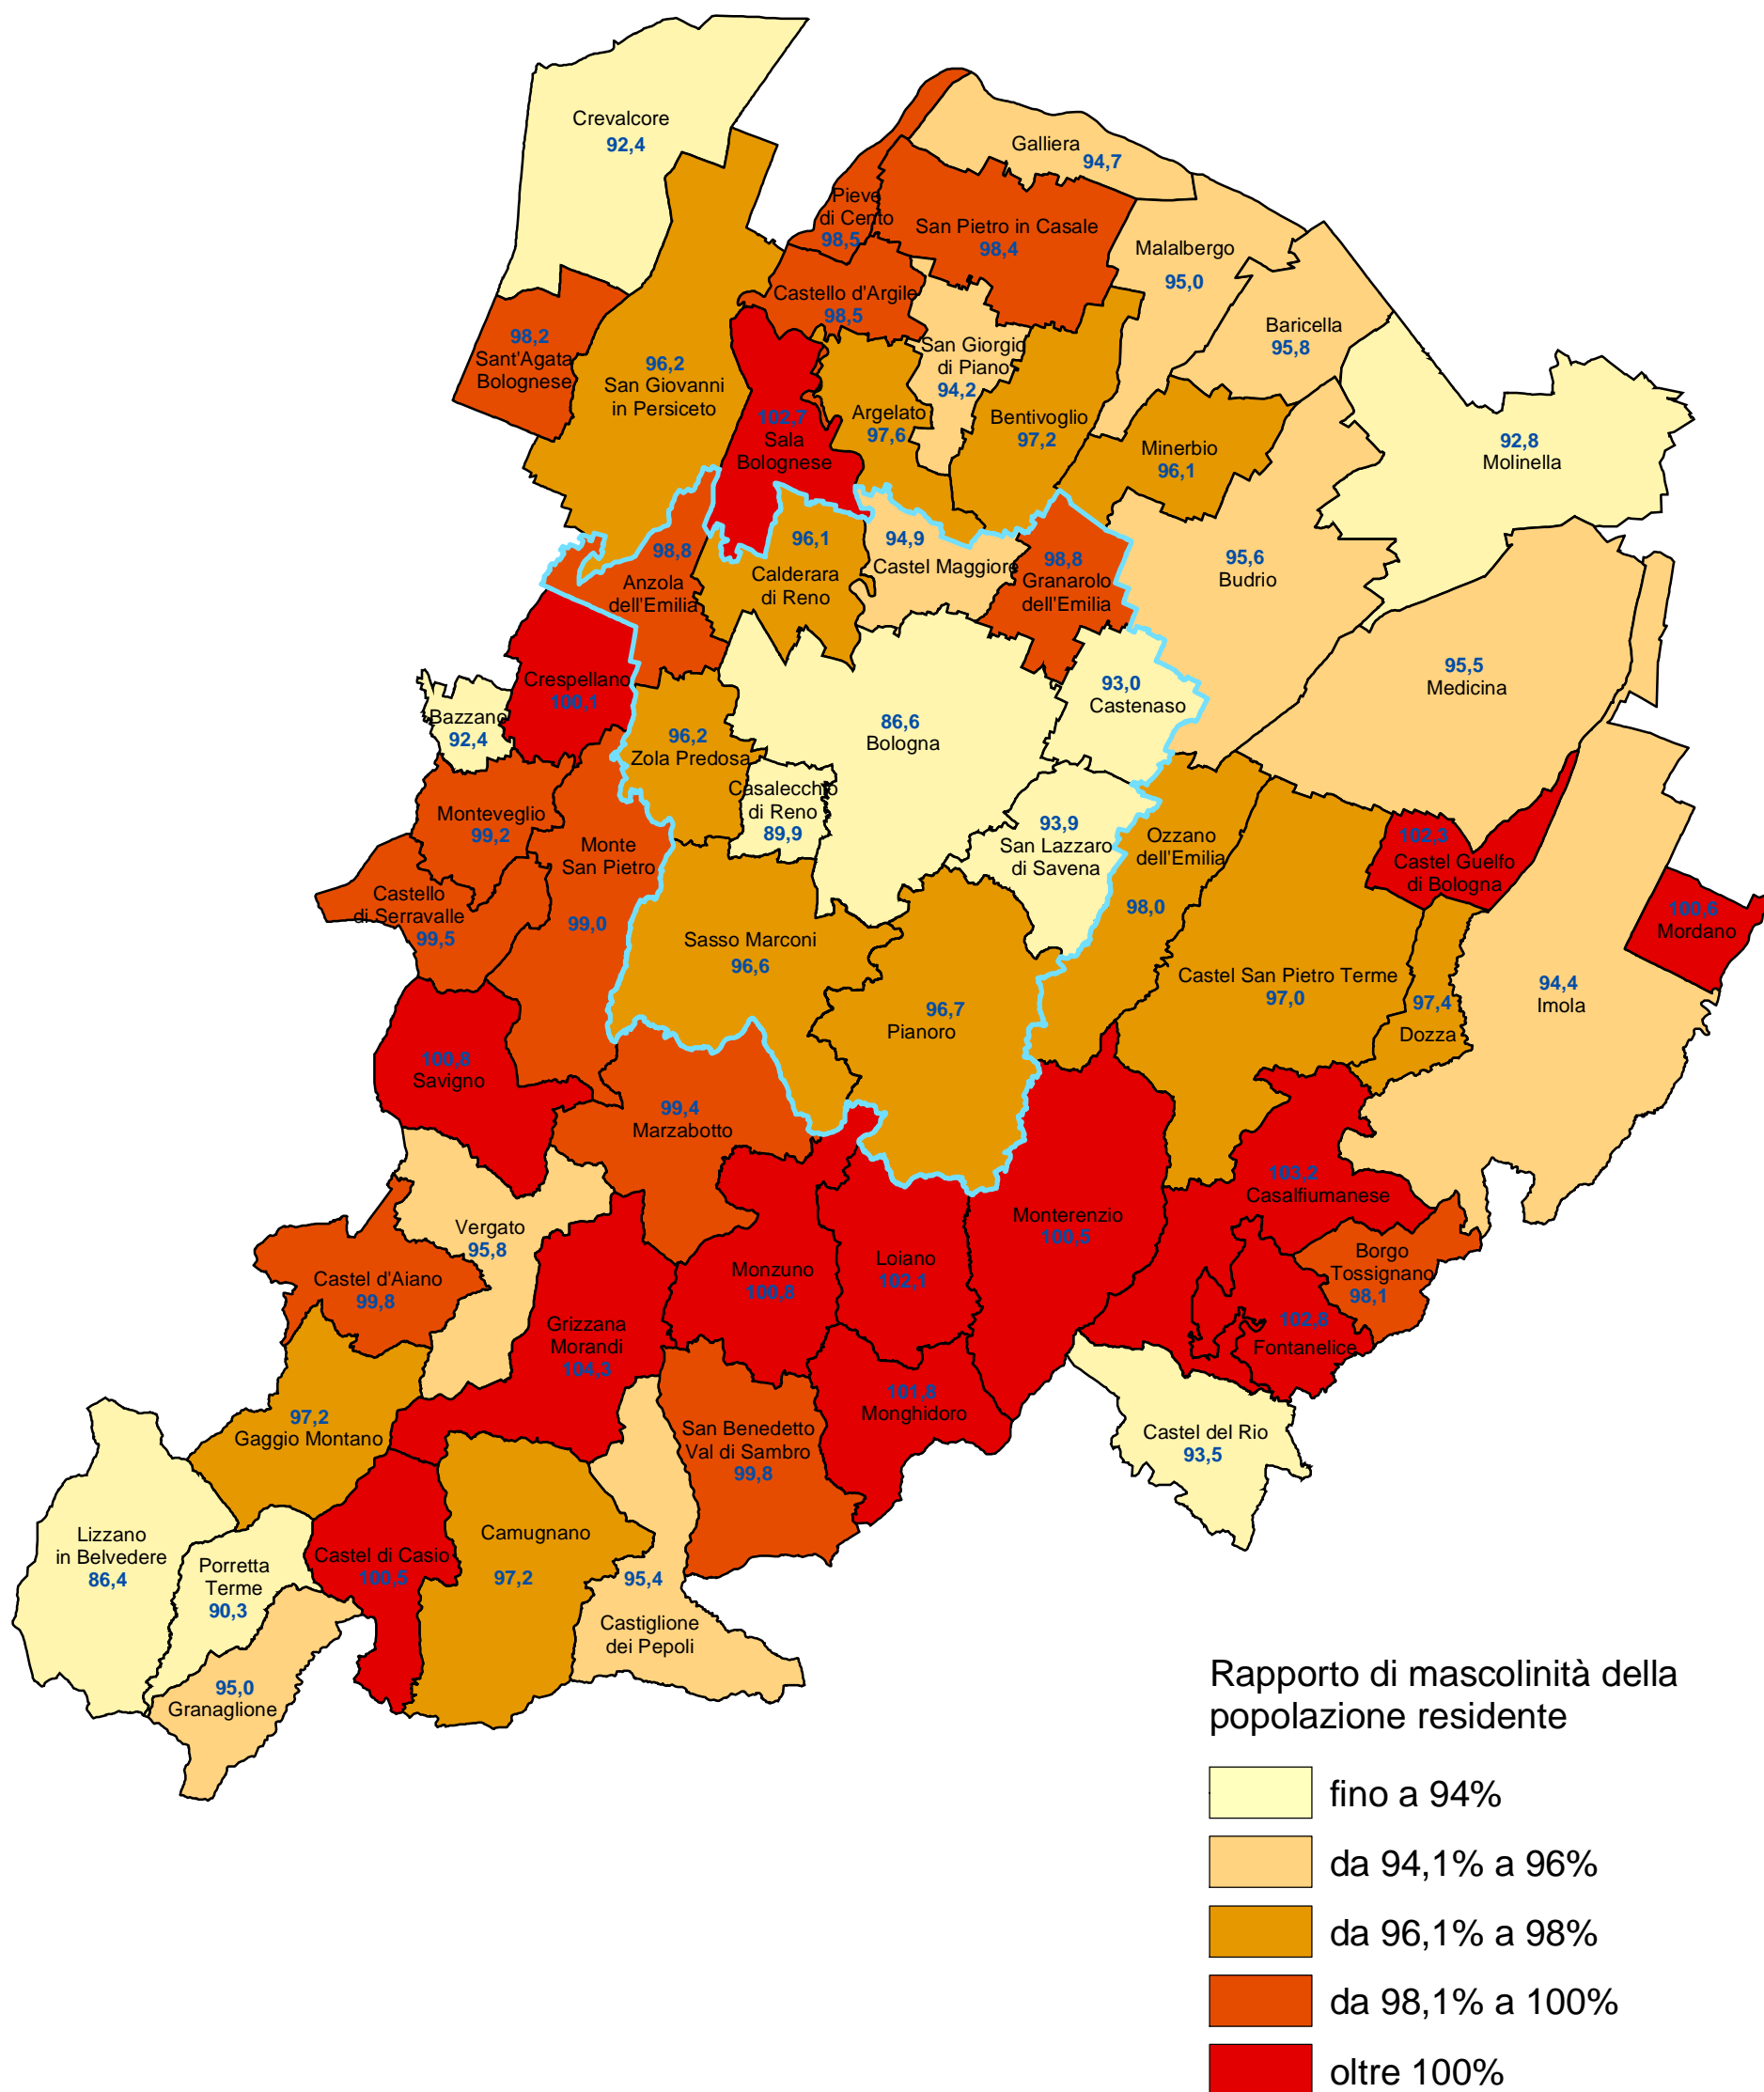 Crevalcore
92,4
Galliera
94,7
Pieve
di Cento
98,5
San Pietro in Casale
98,4
Malalbergo
95,0
Castello d'Argile
98,5
Baricella
95,8
98,2
Sant'Agata
Bolognese
96,2
San Giovanni
in Persiceto
San Giorgio
di Piano
94,2
102,7
Sala
Bolognese
Argelato
97,6
Bentivoglio
97,2
Minerbio
96,1
92,8
Molinella
98,8
Anzola
dell'Emilia
96,1
Calderara
di Reno
94,9
Castel Maggiore
98,8
Granarolo
dell'Emilia
95,6
Budrio
Crespellano
100,1
93,0
Castenaso
95,5
Medicina
Bazzano
92,4
96,2
Zola Predosa
86,6
Bologna
Casalecchio
di Reno
89,9
Monteveglio
99,2
Monte
San Pietro
99,0
93,9
San Lazzaro
di Savena
Ozzano
dell'Emilia
98,0
102,3
Castel Guelfo
di Bologna
Castello
di Serravalle
99,5
100,6
Mordano
Sasso Marconi
96,6
Castel San Pietro Terme
97,0
94,4
Imola
96,7
Pianoro
97,4
Dozza
100,8
Savigno
99,4
Marzabotto
103,2
Casalfiumanese
Vergato
95,8
Monterenzio
100,5
Castel d'Aiano
99,8
Monzuno
100,8
Loiano
102,1
Borgo
Tossignano
98,1
Grizzana
Morandi
104,3
102,8
Fontanelice
101,8
Monghidoro
97,2
Gaggio Montano
San Benedetto
Val di Sambro
99,8
Castel del Rio
93,5
Lizzano
in Belvedere
86,4
Porretta
Terme
90,3
Castel di Casio
100,5
Camugnano
97,2
95,4
Castiglione
dei Pepoli
95,0
Granaglione
Rapporto di mascolinità della
popolazione residente
fino a 94%
da 94,1% a 96%
da 96,1% a 98%
da 98,1% a 100%
oltre 100%